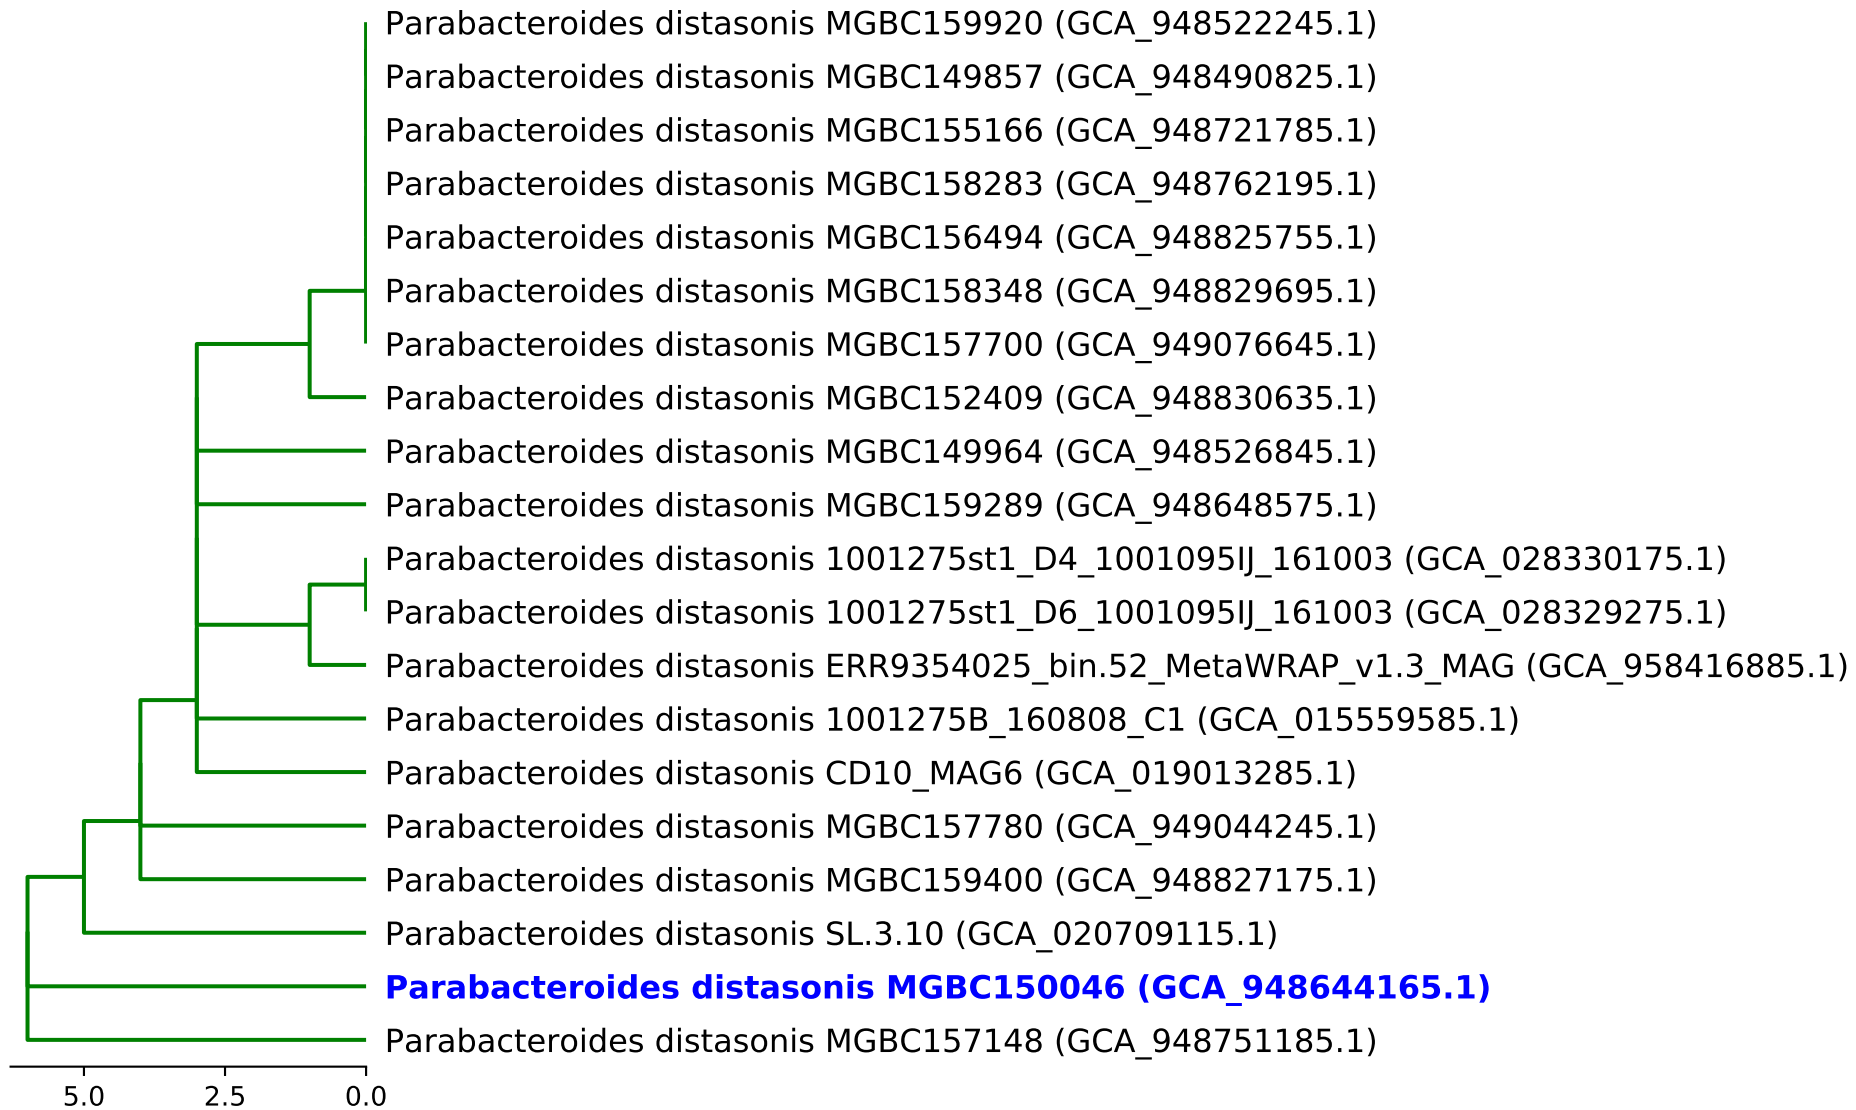 Parabacteroides distasonis MGBC159920 (GCA_948522245.1)
Parabacteroides distasonis MGBC149857 (GCA_948490825.1)
Parabacteroides distasonis MGBC155166 (GCA_948721785.1)
Parabacteroides distasonis MGBC158283 (GCA_948762195.1)
Parabacteroides distasonis MGBC156494 (GCA_948825755.1)
Parabacteroides distasonis MGBC158348 (GCA_948829695.1)
Parabacteroides distasonis MGBC157700 (GCA_949076645.1)
Parabacteroides distasonis MGBC152409 (GCA_948830635.1)
Parabacteroides distasonis MGBC149964 (GCA_948526845.1)
Parabacteroides distasonis MGBC159289 (GCA_948648575.1)
Parabacteroides distasonis 1001275st1_D4_1001095IJ_161003 (GCA_028330175.1)
Parabacteroides distasonis 1001275st1_D6_1001095IJ_161003 (GCA_028329275.1)
Parabacteroides distasonis ERR9354025_bin.52_MetaWRAP_v1.3_MAG (GCA_958416885.1)
Parabacteroides distasonis 1001275B_160808_C1 (GCA_015559585.1)
Parabacteroides distasonis CD10_MAG6 (GCA_019013285.1)
Parabacteroides distasonis MGBC157780 (GCA_949044245.1)
Parabacteroides distasonis MGBC159400 (GCA_948827175.1)
Parabacteroides distasonis SL.3.10 (GCA_020709115.1)
Parabacteroides distasonis MGBC150046 (GCA_948644165.1)
Parabacteroides distasonis MGBC157148 (GCA_948751185.1)
5.0 2.5 0.0